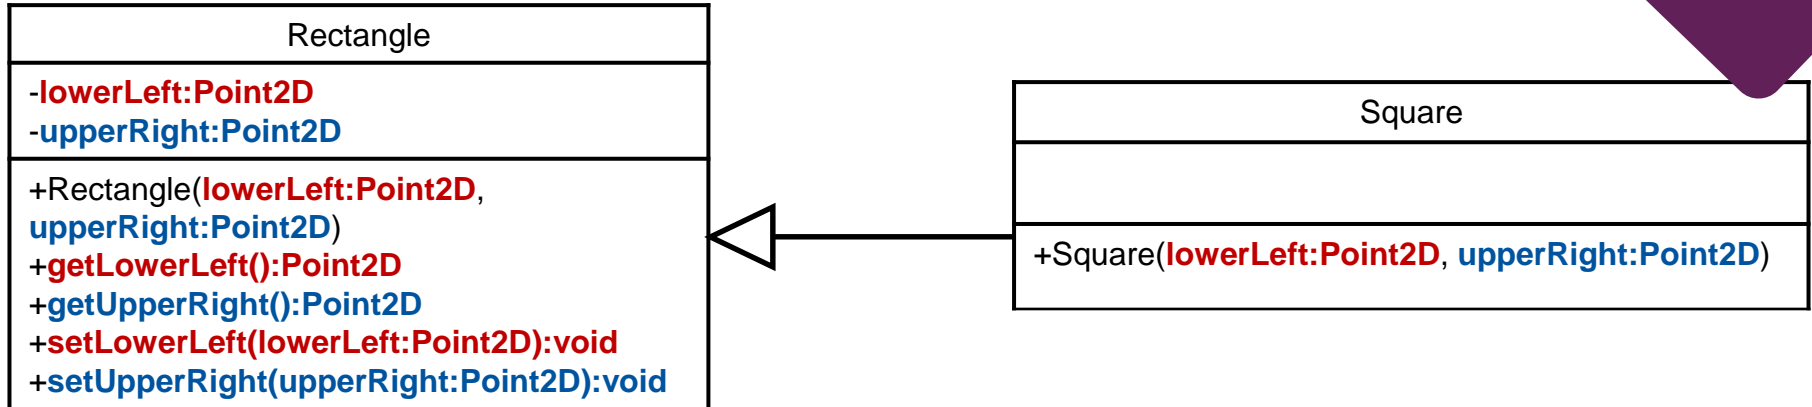 Rectangle
-lowerLeft:Point2D
-upperRight:Point2D
+Rectangle(lowerLeft:Point2D,
upperRight:Point2D)
+getLowerLeft():Point2D
+getUpperRight():Point2D
+setLowerLeft(lowerLeft:Point2D):void
+setUpperRight(upperRight:Point2D):void
Square
+Square(lowerLeft:Point2D, upperRight:Point2D)